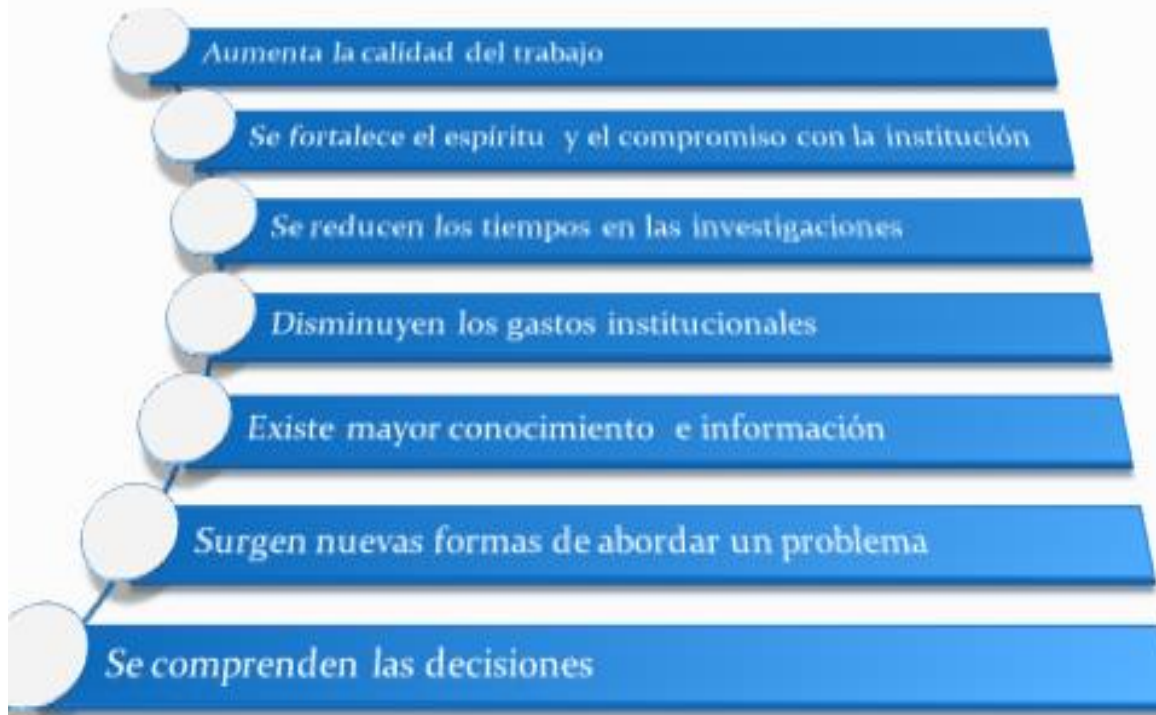 Aumenta la calidad del trabajo
Se fortalece el espíritu y el compromiso con la institución
Se reducen los tiempos en las investigaciones
Disminuyen los gastos institucionales
Existe mayor conocimiento e información
Surgen nuevas formas de abordar un problema
Se comprenden las decisiones